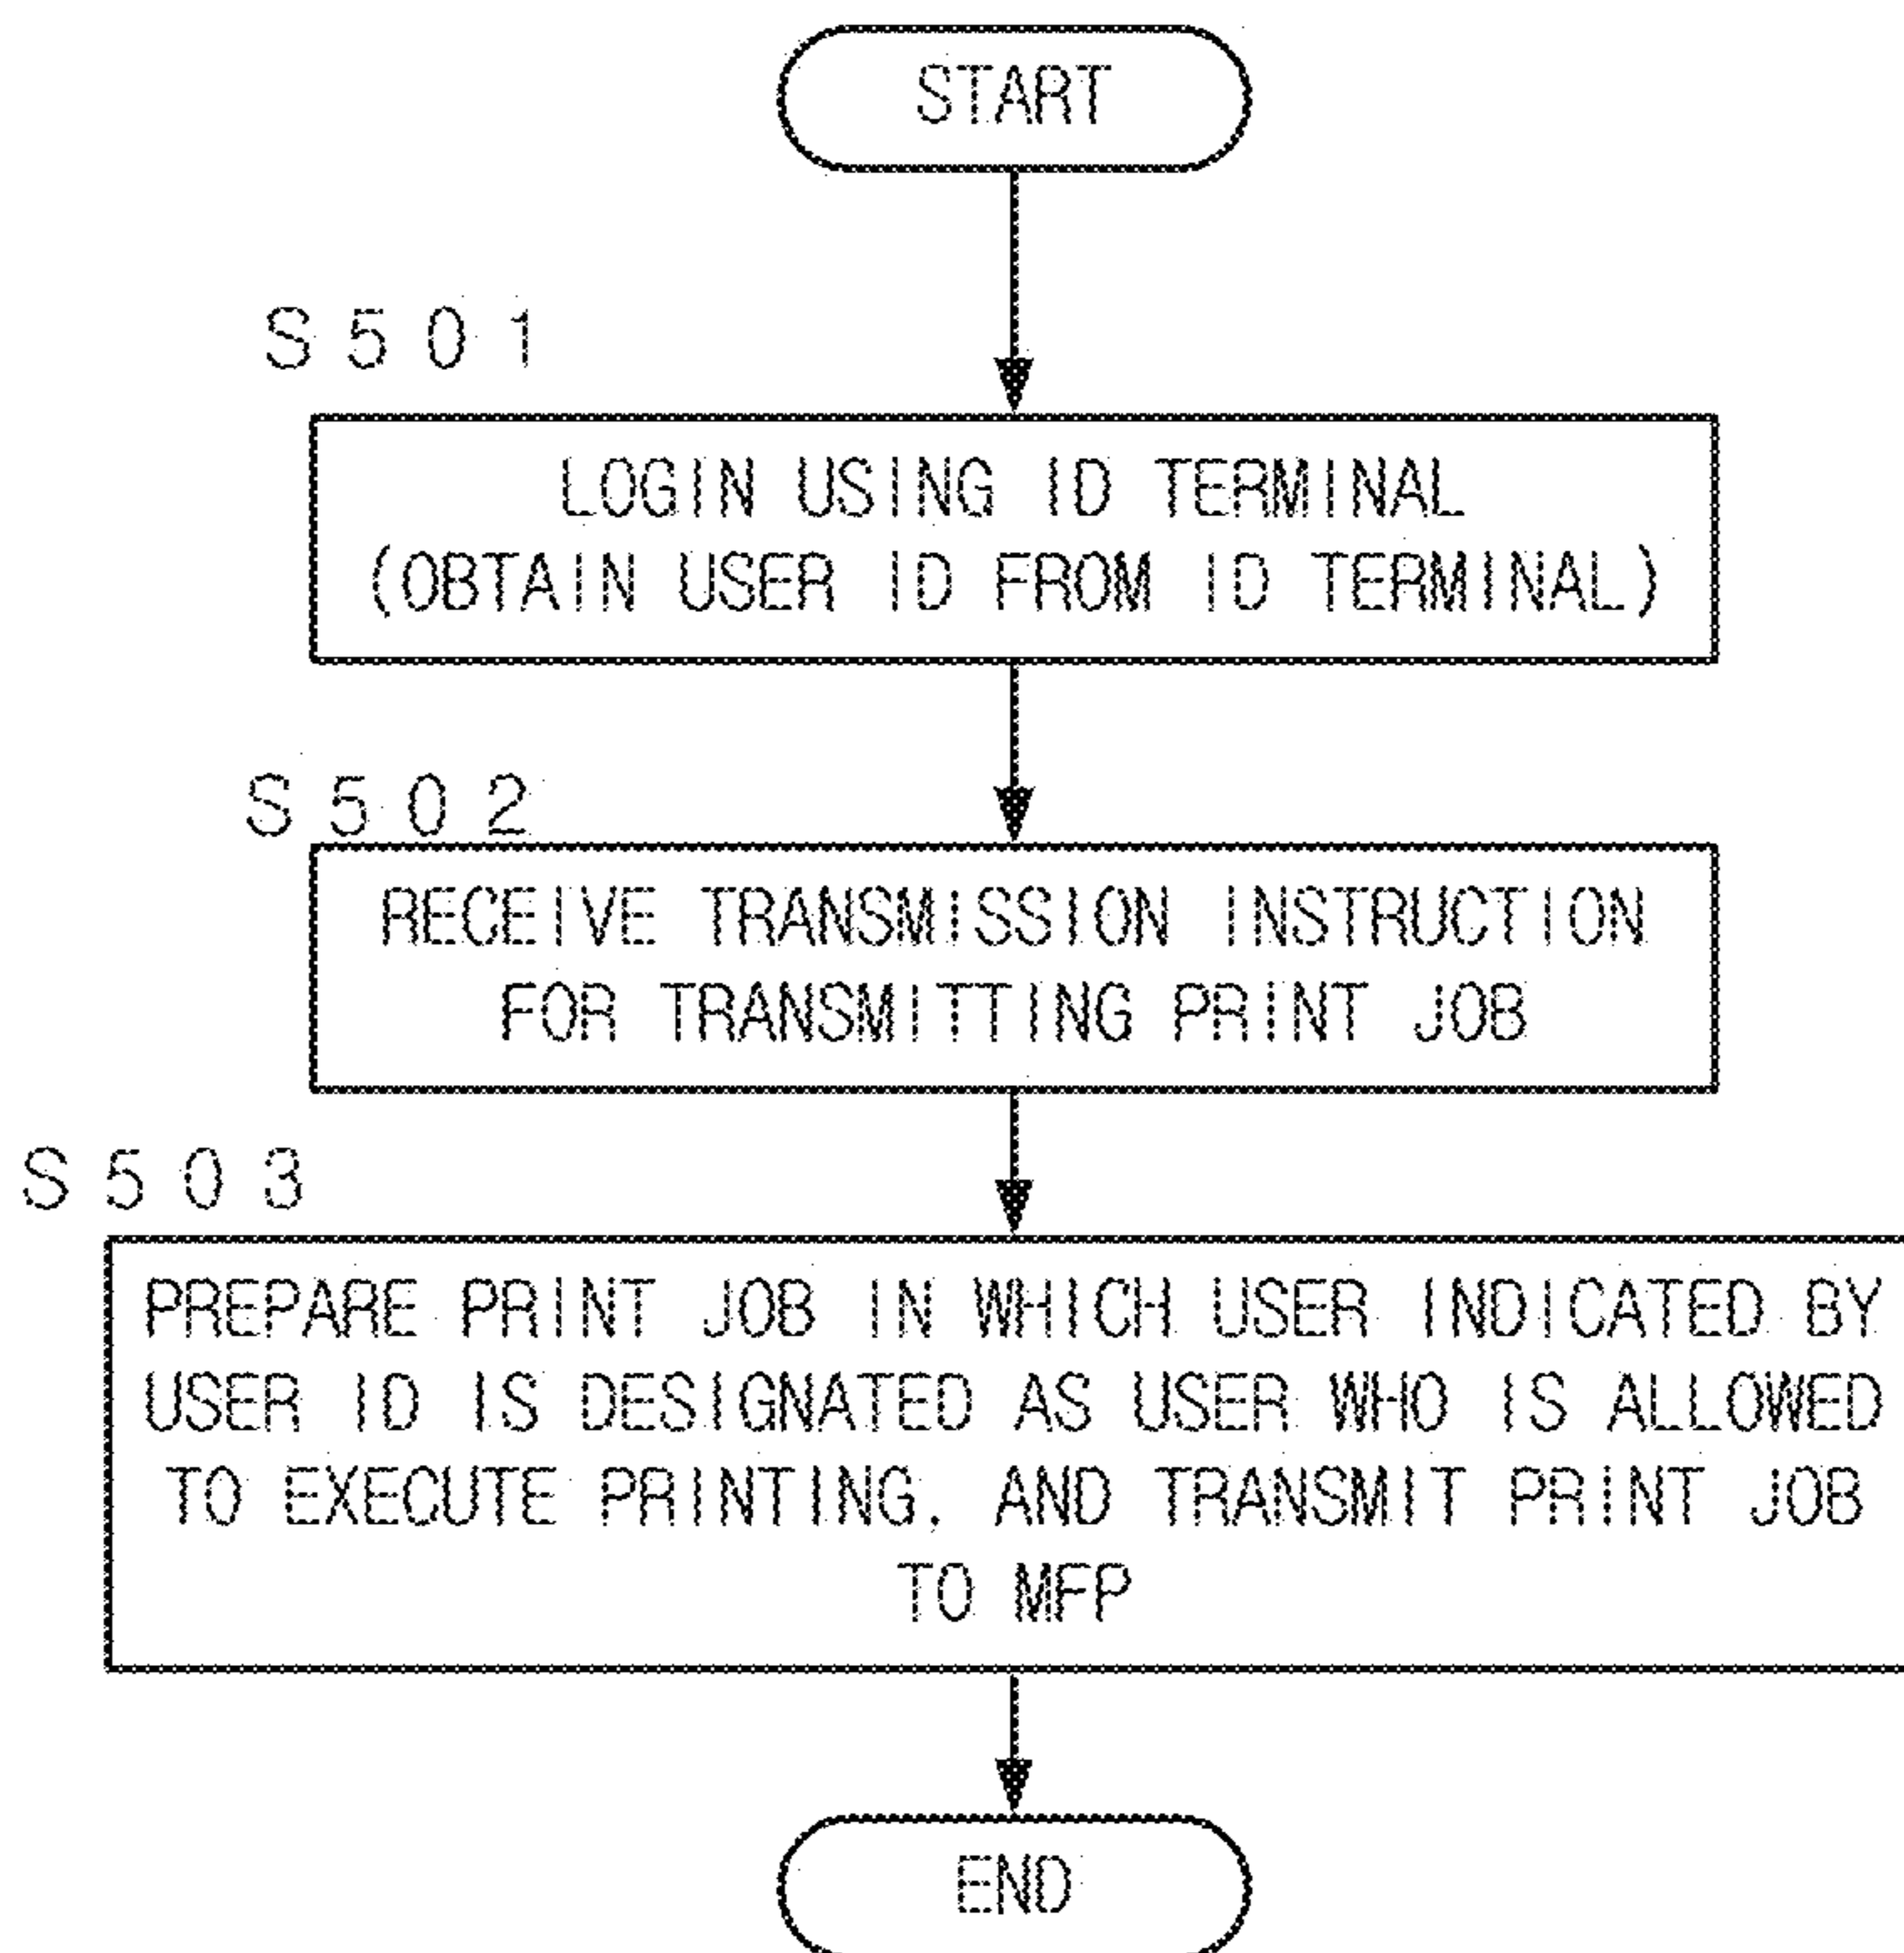 START
S501
LOGIN USING ID TERMINAL
(OBTAIN USER ID FROM ID TERMINAL)
S502
RECEIVE TRANSMISSION INSTRUCTION
FOR TRANSMITTING PRINT JOB
S503
PREPARE PRINT JOB IN WHICH USER INDICATED BY
USER ID IS DESIGNATED AS USER WHO IS ALLOWED
TO EXECUTE PRINTING, AND TRANSMIT PRINT JOB
TO MFP
END